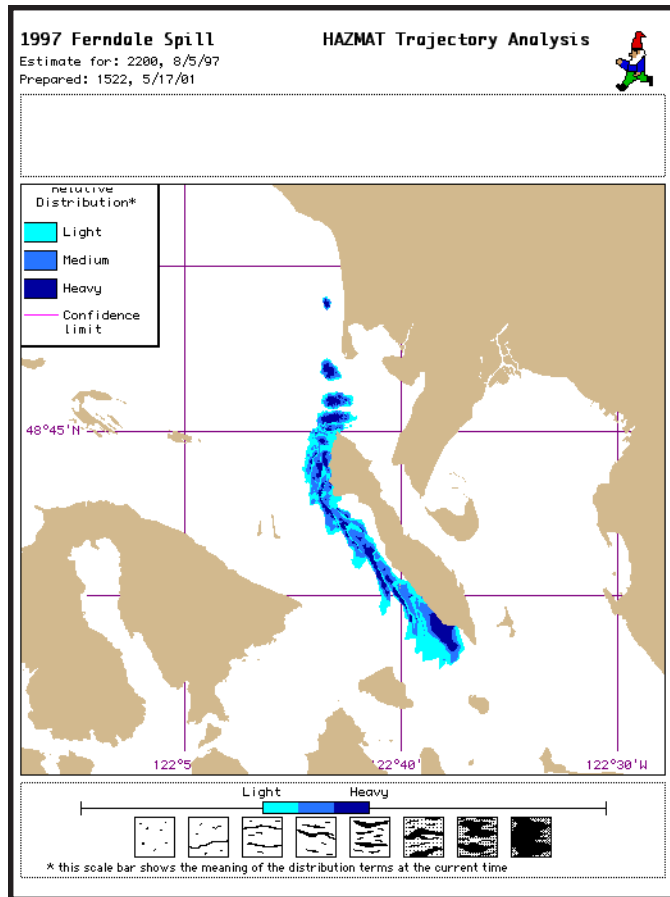 1997 Ferndale Spill
HAZMAT Trajectory Analysis
Estimate for: 2200, 8/5/97
Prepared: 1522, 5/17/01
Relative
Distribution*
Light
Medium
Heavy
Confidence
limit
48°45'N
122°5
122°40'
122°30'W
Light Heavy
* this scale bar shows the meaning of the distribution terms at the current time